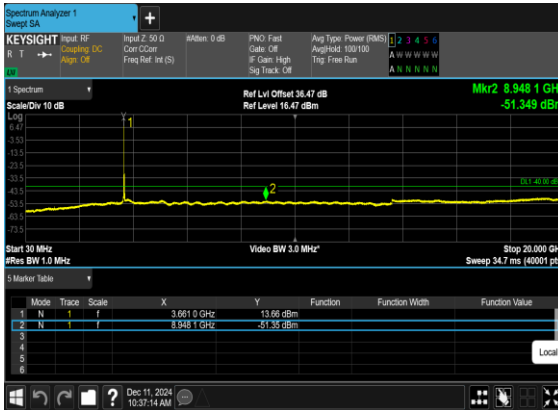 Spectrum Analyzer 1
Swept SA
+
KEYSIGHT Input: RF Input Z: 50 Ω #Atten: 0 dB PNO: Fast Avg Type: Power (RMS) 1 2 3 4 5 6
R T Coupling: DC Corr CCorr Gate: Off Avg|Hold: 100/100 A W W W W W
Align: Off Freq Ref: Int (S) IF Gain: High Trig: Free Run
LXI Sig Track: Off A N N N N N
1 Spectrum Ref Lvl Offset 36.47 dB Mkr2 8.948 1 GHz
Scale/Div 10 dB Ref Level 16.47 dBm -51.349 dBm
Log
6.47
-3.53
-13.5
-23.5
-33.5
-43.5
-53.5
-63.5
-73.5
1
2
DL1 -40.00 dB
Start 30 MHz Video BW 3.0 MHz* Stop 20.000 GH
#Res BW 1.0 MHz Sweep 34.7 ms (40001 pt
5 Marker Table
Mode Trace Scale X Y Function Function Width Function Value
1 N 1 f 3.661 0 GHz 13.66 dBm
2 N 1 f 8.948 1 GHz -51.35 dBm
3
4
5
6
Local
Dec 11, 2024
10:37:14 AM